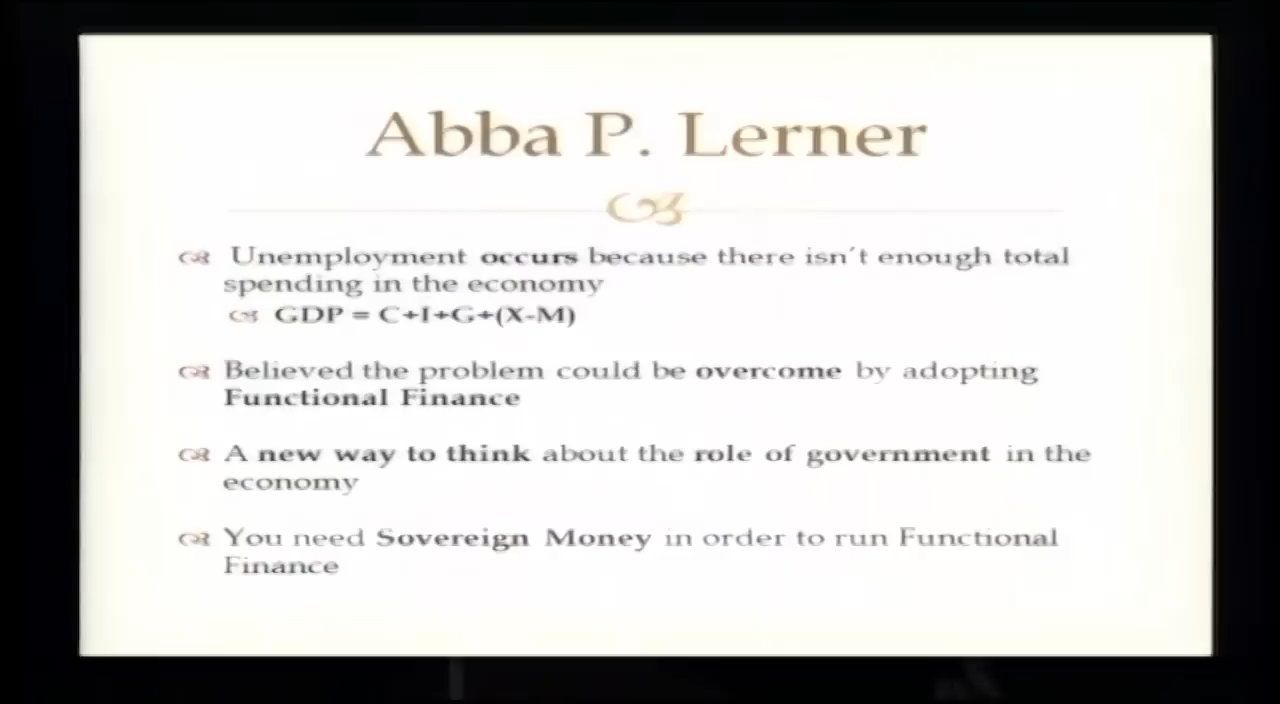 Abba P. Lerner
Unemployment occurs because there isn't enough total
spending in the economy
GDP = C+I+G+(X-M)
Believed the problem could be overcome by adopting
Functional Finance
A new way to think about the role of government in the
economy
You need Sovereign Money in order to run Functional
Finance